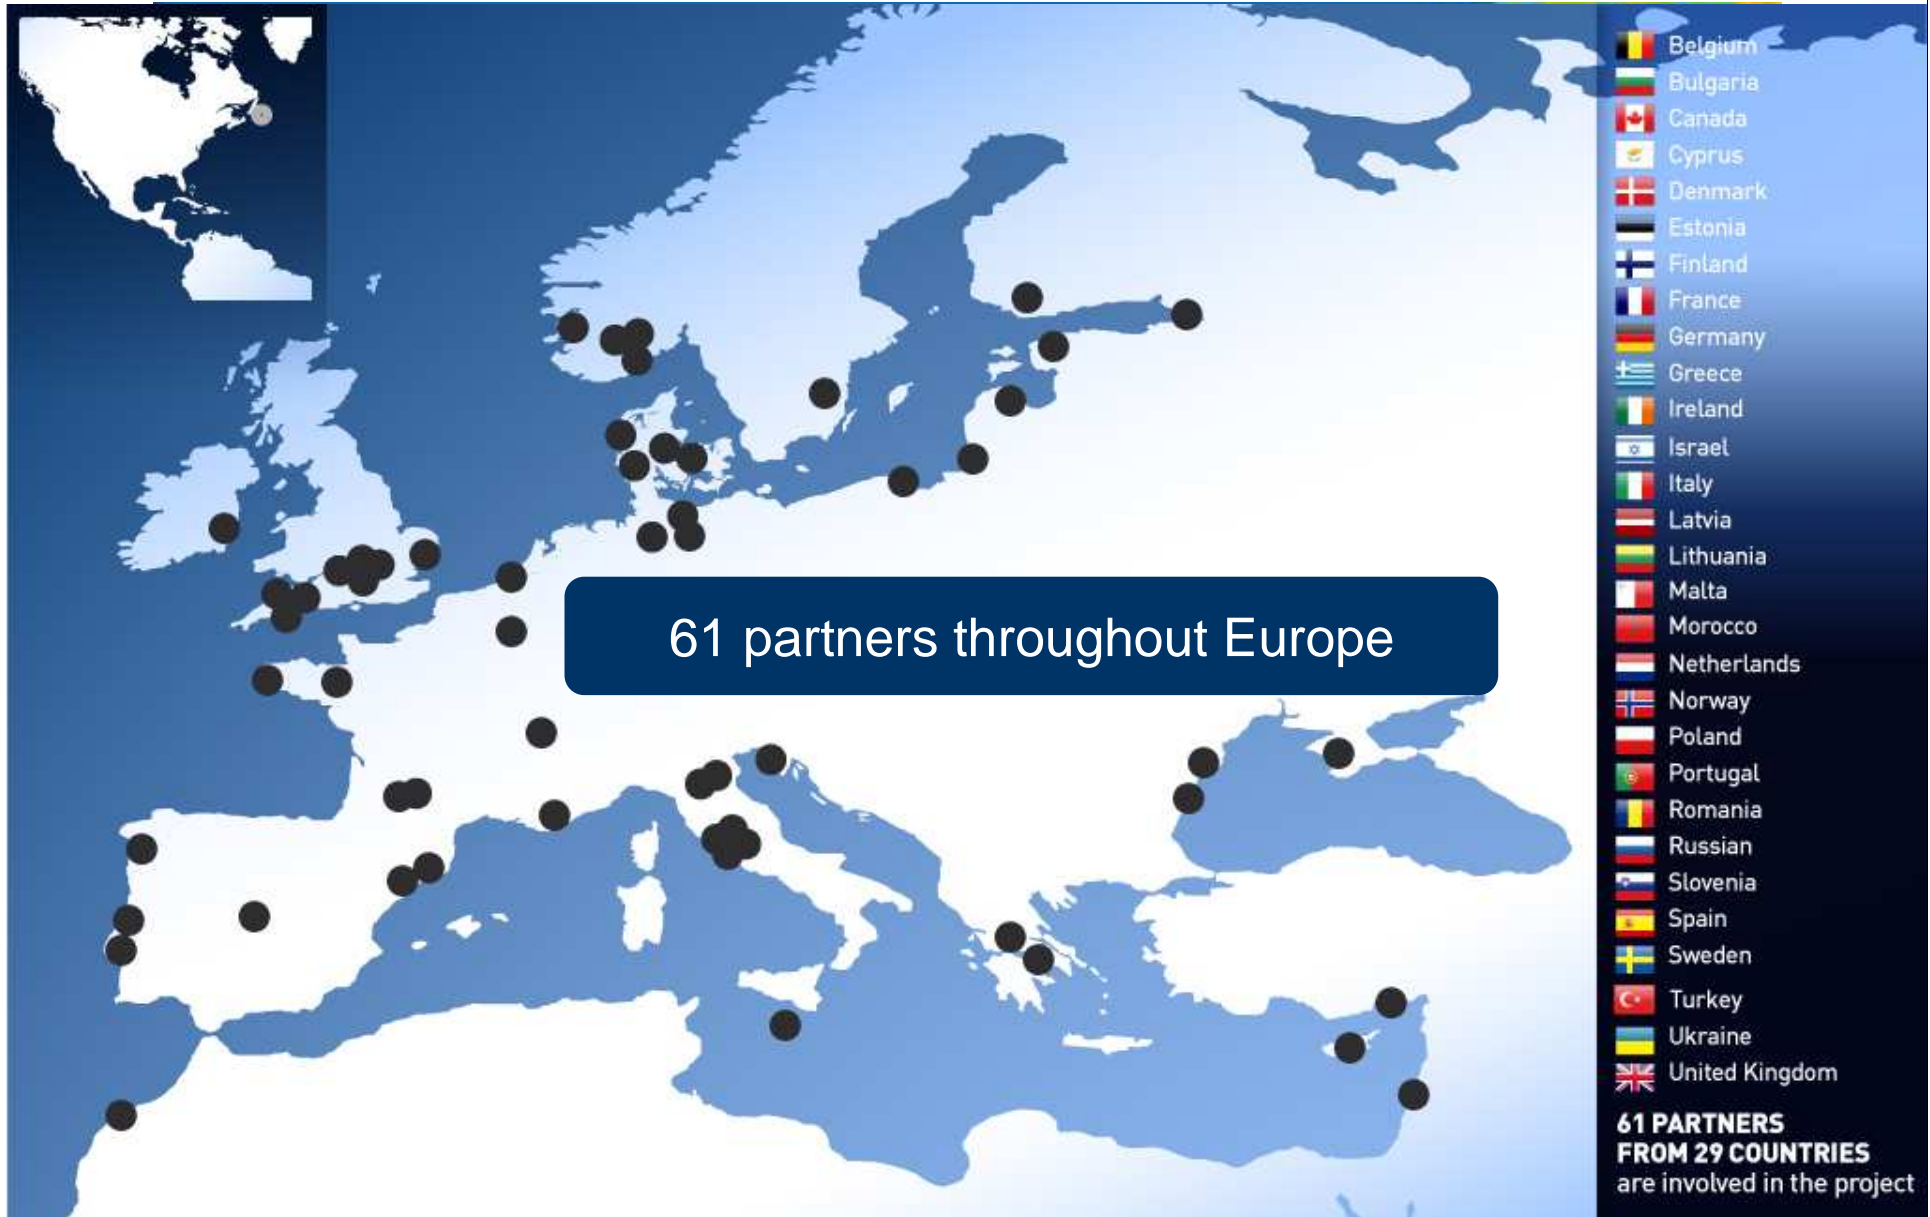 61 partners throughout Europe
Belgium
Bulgaria
Canada
Cyprus
Denmark
Estonia
Finland
France
Germany
Greece
Ireland
Israel
Italy
Latvia
Lithuania
Malta
Morocco
Netherlands
Norway
Poland
Portugal
Romania
Russian
Slovenia
Spain
Sweden
Turkey
Ukraine
United Kingdom
61 PARTNERS
FROM 29 COUNTRIES
are involved in the project